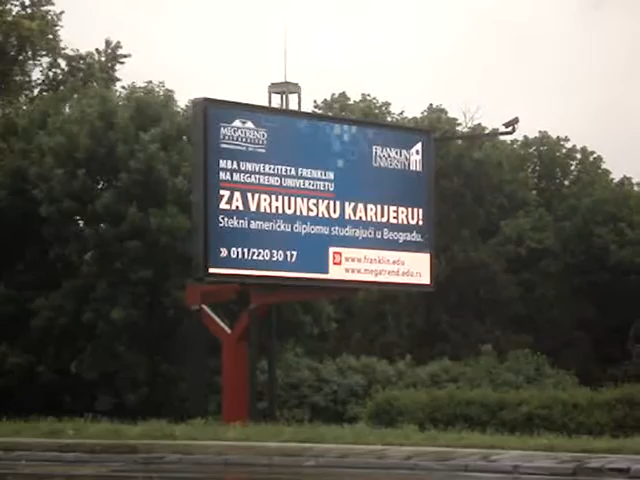 MEGATREND
UNIVERZITET
FRANKLIN
UNIVERSITY
MBA UNIVERZITETA FRENKLIN
NA MEGATREND UNIVERZITETU
ZA VRHUNSKU KARIJERU!
Stekni američku diplomu studirajući u Beogradu.
» 011/220 30 17
» www.franklin.edu
www.megatrend.edu.rs